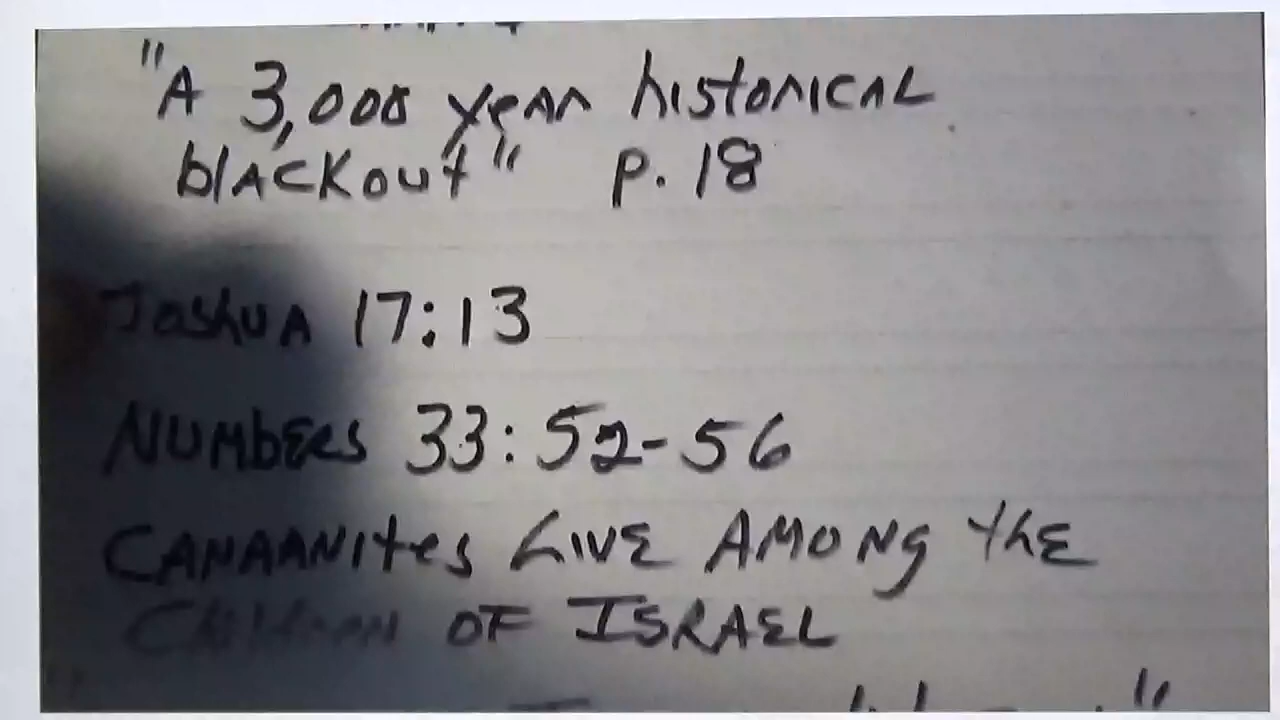 "A 3,000 year historical
blackout" p. 18
Joshua 17:13
Numbers 33:52-56
Canaanites Live Among the
Children of Israel